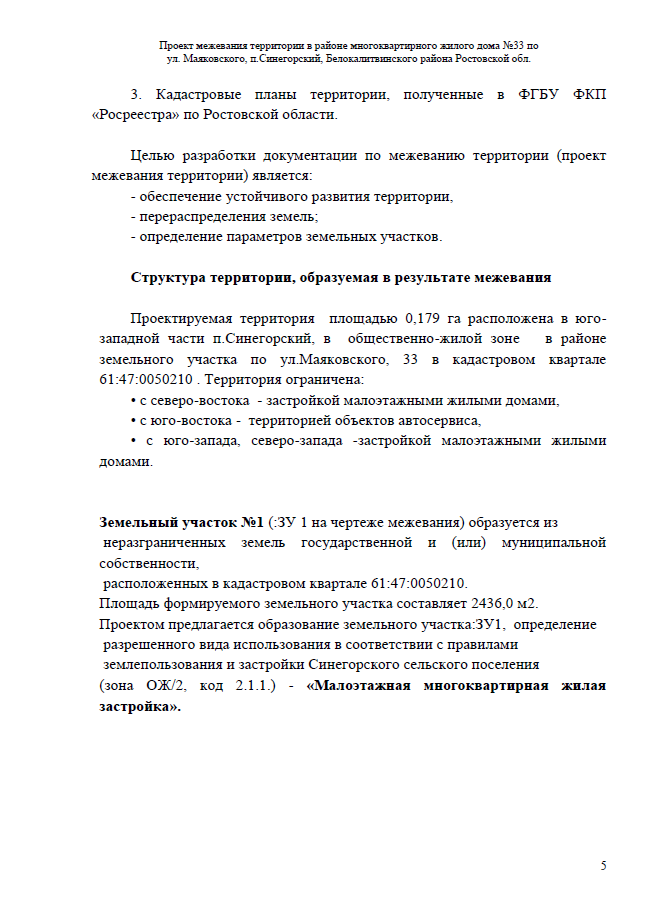 Проект межевания территории в районе многоквартирного жилого дома №33 по
ул. Маяковского, п.Синегорский, Белокалитвинского района Ростовской обл.
3. Кадастровые планы территории, полученные в ФГБУ ФКП
«Росреестра» по Ростовской области.
Целью разработки документации по межеванию территории (проект
межевания территории) является:
- обеспечение устойчивого развития территории,
- перераспределения земель;
- определение параметров земельных участков.
Структура территории, образуемая в результате межевания
Проектируемая территория площадью 0,179 га расположена в юго-
западной части п.Синегорский, в общественно-жилой зоне в районе
земельного участка по ул.Маяковского, 33 в кадастровом квартале
61:47:0050210 . Территория ограничена:
• с северо-востока - застройкой малоэтажными жилыми домами,
• с юго-востока - территорией объектов автосервиса,
• с юго-запада, северо-запада -застройкой малоэтажными жилыми
домами.
Земельный участок №1 (:ЗУ 1 на чертеже межевания) образуется из
неразграниченных земель государственной и (или) муниципальной
собственности,
расположенных в кадастровом квартале 61:47:0050210.
Площадь формируемого земельного участка составляет 2436,0 м2.
Проектом предлагается образование земельного участка:ЗУ1, определение
разрешенного вида использования в соответствии с правилами
землепользования и застройки Синегорского сельского поселения
(зона ОЖ/2, код 2.1.1.) - «Малоэтажная многоквартирная жилая
застройка».
5